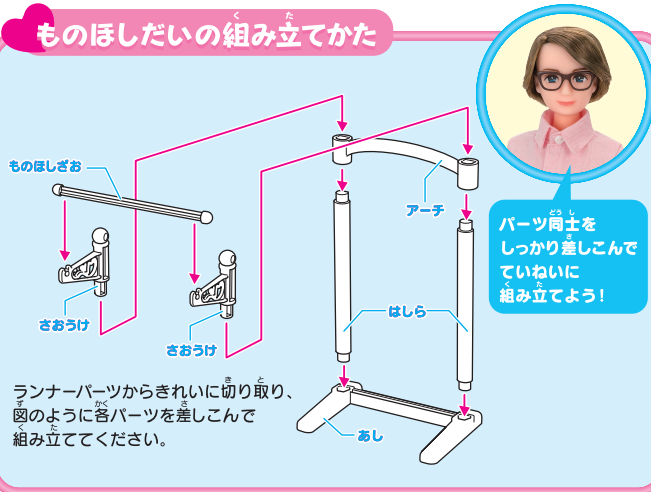 ものほしだいの組み立てかた
ものほしざお
アーチ
パーツ同士を
しっかり差しこんで
ていねいに
組み立てよう！
さおうけ
はしら
さおうけ
ランナーパーツからきれいに切り取り、
図のように各パーツを差しこんで
組み立ててください。
あし